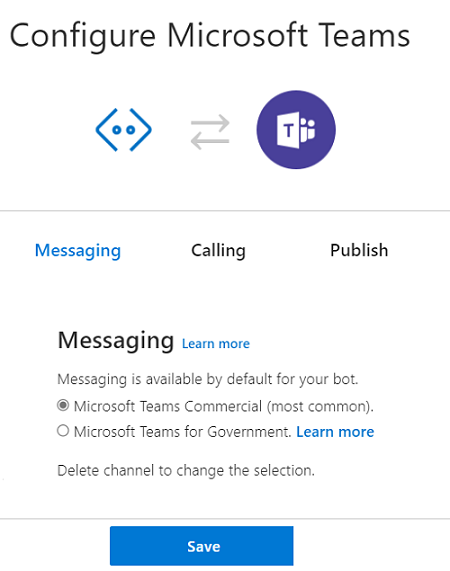 Configure Microsoft Teams
T
Messaging Calling Publish
Messaging Learn more
Messaging is available by default for your bot.
Microsoft Teams Commercial (most common).
Microsoft Teams for Government. Learn more
Delete channel to change the selection.
Save